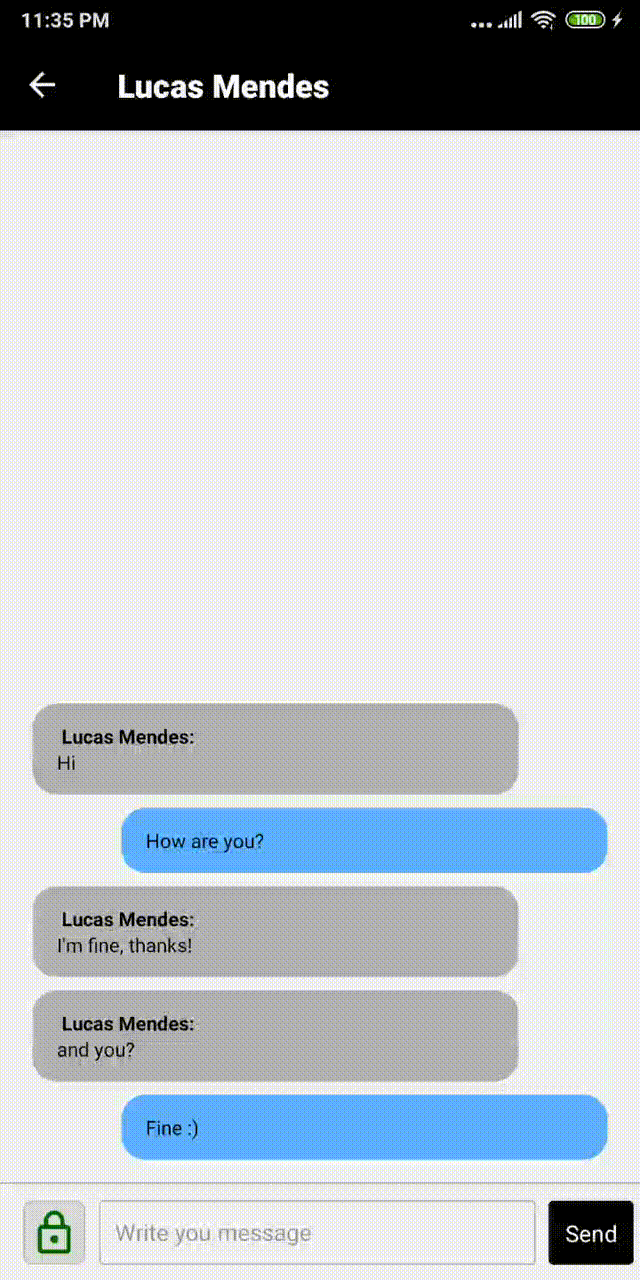 11:35 PM
100
Lucas Mendes
Lucas Mendes:
Hi
How are you?
Lucas Mendes:
I'm fine, thanks!
Lucas Mendes:
and you?
Fine :)
Write you message
Send